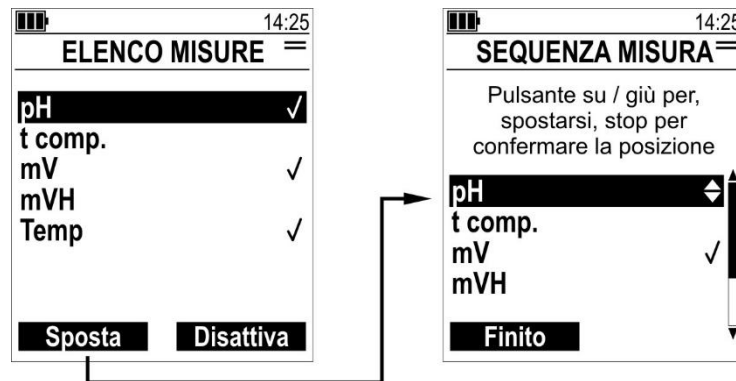 14:25
ELENCO MISURE
pH √
t comp.
mV √
mVH
Temp √
Sposta Disattiva
14:25
SEQUENZA MISURA
Pulsante su / giù per,
spostarsi, stop per
confermare la posizione
pH
t comp.
mV √
mVH
Finito